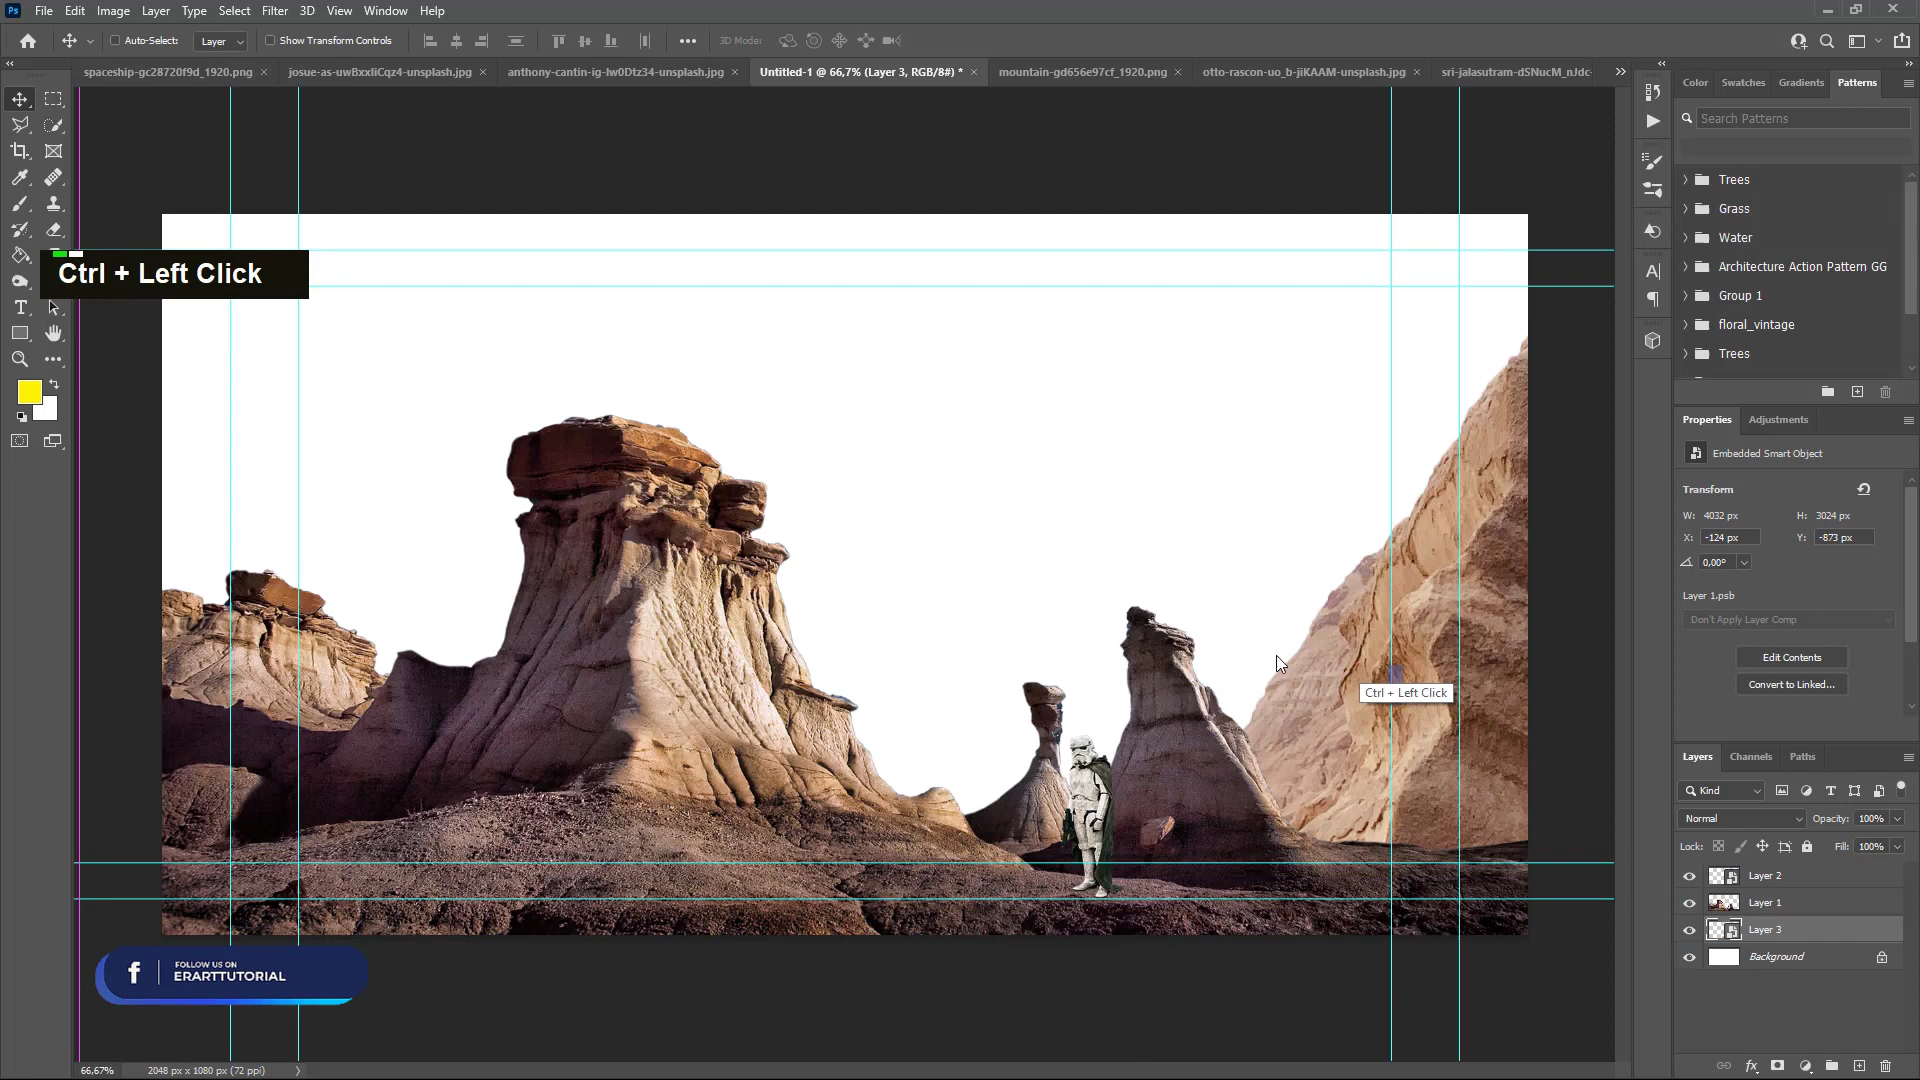 Ps File Edit Image Layer Type Select Filter 3D View Window Help
Auto-Select: Layer Show Transform Controls 3D Mode:
spaceship-gc28720f9d_1920.png josue-as-uwBxxIiCqz4-unsplash.jpg anthony-cantin-ig-lw0Dtz34-unsplash.jpg Untitled-1 @ 66,7% (Layer 3, RGB/8#) * mountain-gd656e97cf_1920.png otto-rascon-uo_b-jiKAAM-unsplash.jpg sri-jalasutram-dSNucM_nJdc-
Color Swatches Gradients Patterns
Search Patterns
Trees
Grass
Water
Architecture Action Pattern GG
Group 1
floral_vintage
Trees
Ctrl + Left Click
Properties Adjustments
Embedded Smart Object
Transform
W: 4032 px H: 3024 px
X: -124 px Y: -873 px
0,00°
Layer 1.psb
Don't Apply Layer Comp
Edit Contents
Convert to Linked...
Ctrl + Left Click
Layers Channels Paths
Kind
Normal Opacity: 100%
Lock: Fill: 100%
Layer 2
Layer 1
Layer 3
Background
f FOLLOW US ON
ERARTTUTORIAL
66,67% 2048 px x 1080 px (72 ppi)
fx